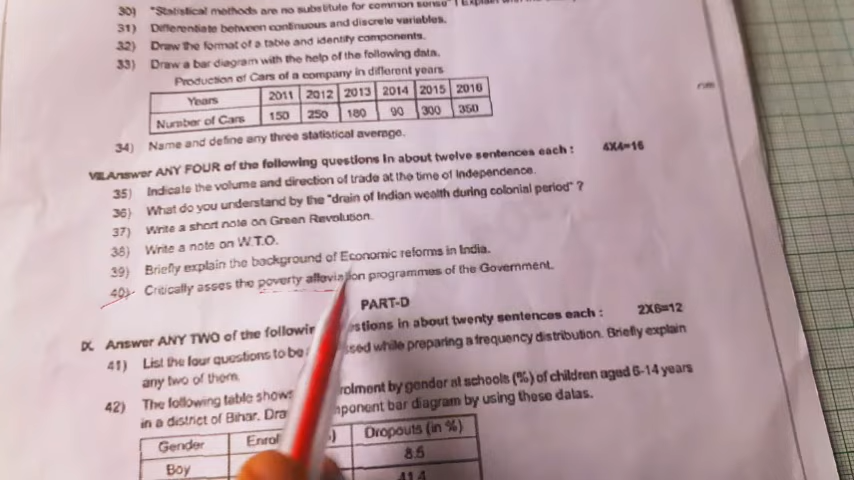 30) "Statistical methods are no substitute for common sense" ! Explain
31) Differentiate between continuous and discrete variables.
32) Draw the format of a table and identify components.
33) Draw a bar diagram with the help of the following data.
Production of Cars of a company in different years
Years 2011 2012 2013 2014 2015 2016
Number of Cars 150 250 180 90 300 350
34) Name and define any three statistical average.
VIII.Answer ANY FOUR of the following questions in about twelve sentences each : 4X4=16
35) Indicate the volume and direction of trade at the time of Independence.
36) What do you understand by the "drain of Indian wealth during colonial period" ?
37) Write a short note on Green Revolution.
38) Write a note on W.T.O.
39) Briefly explain the background of Economic reforms in India.
40) Critically asses the poverty alleviation programmes of the Government.
PART-D
IX. Answer ANY TWO of the following stions in about twenty sentences each : 2X6=12
41) List the four questions to be sed while preparing a frequency distribution. Briefly explain
any two of them.
42) The following table shows rolment by gender at schools (%) of children aged 6-14 years
in a district of Bihar. Dra ponent bar diagram by using these datas.
Gender Enrol ) Dropouts (in %)
Boy 8.5
41.4